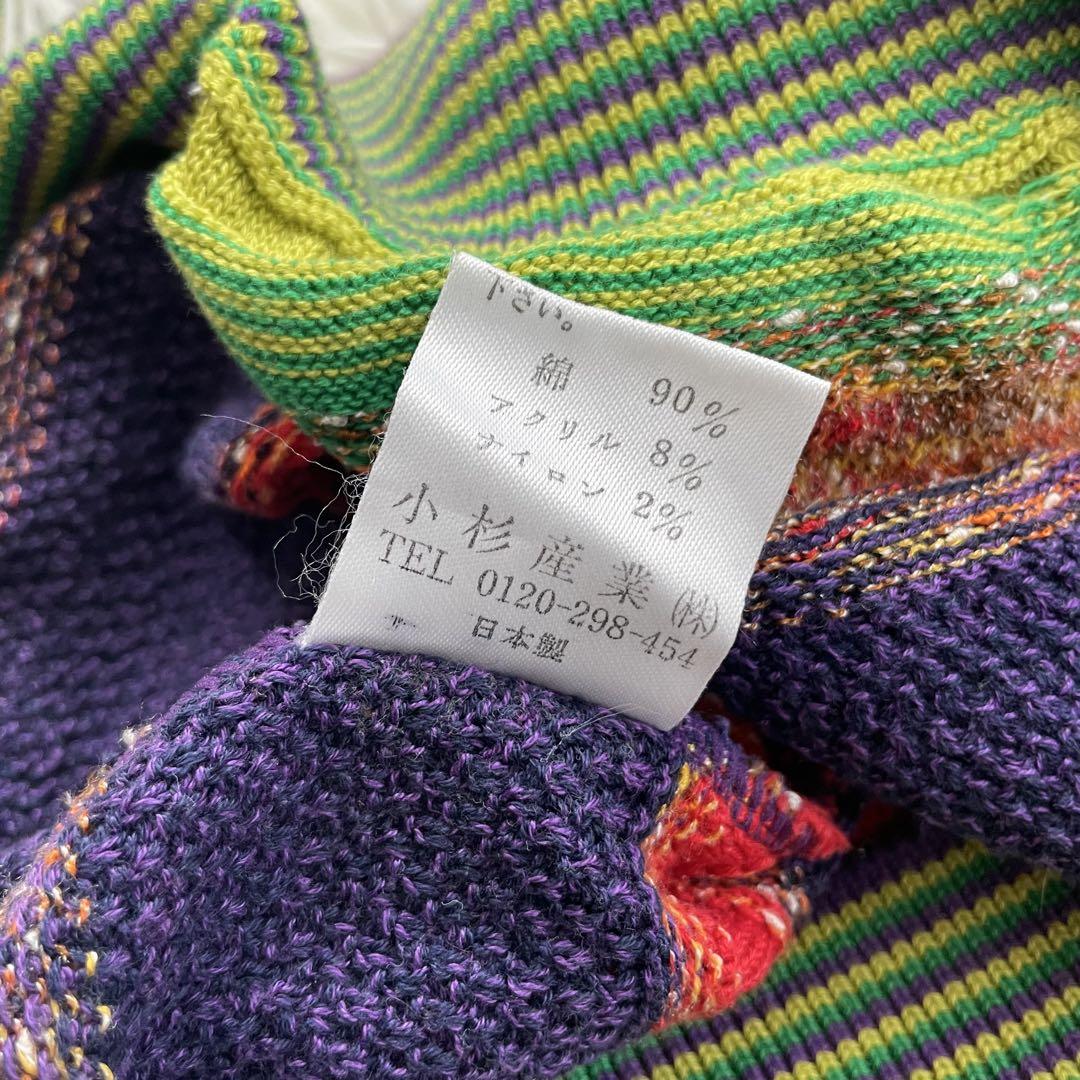 下さい。
綿 90%
アクリル 8%
ナイロン 2%
小杉産業(株)
TEL 0120-298-454
日本製